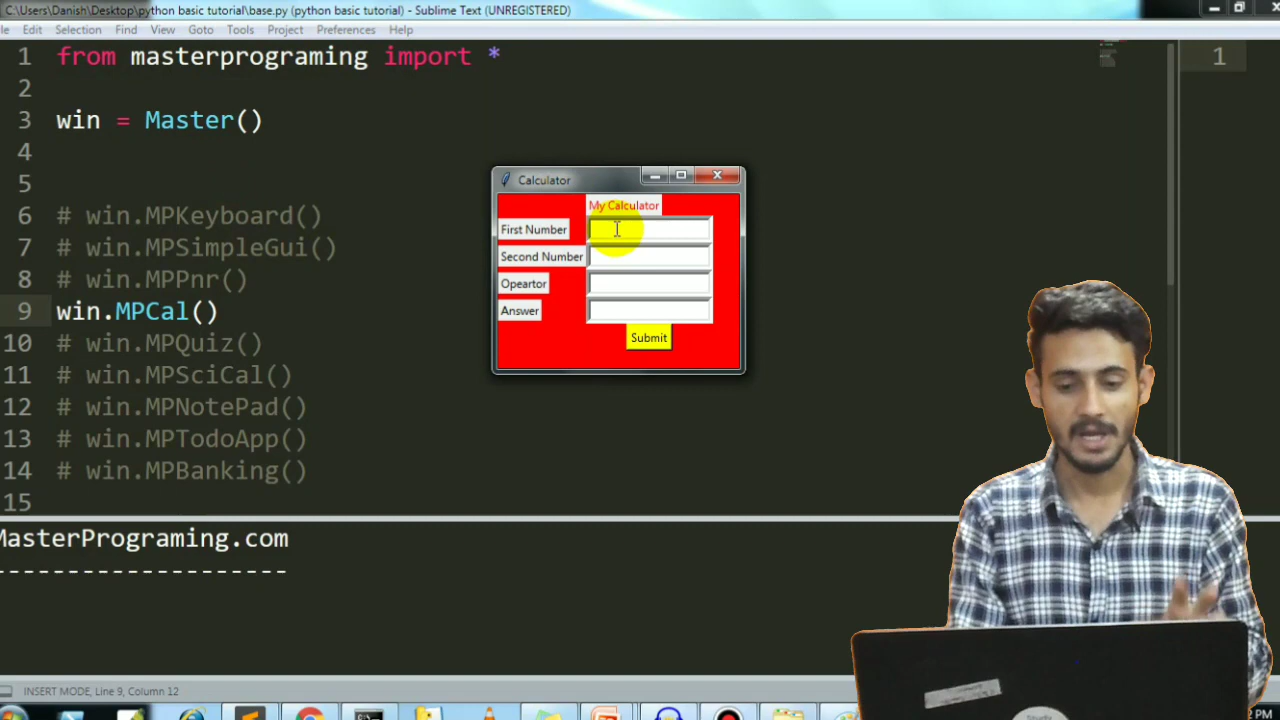 C:\Users\Danish\Desktop\python basic tutorial\base.py (python basic tutorial) - Sublime Text (UNREGISTERED)
Edit Selection Find View Goto Tools Project Preferences Help
1 from masterprograming import * 1
2
3 win = Master()
4
5
6 # win.MPKeyboard()
7 # win.MPSimpleGui()
8 # win.MPPnr()
9 win.MPCal()
10 # win.MPQuiz()
11 # win.MPSciCal()
12 # win.MPNotePad()
13 # win.MPTodoApp()
14 # win.MPBanking()
15
Calculator
My Calculator
First Number
Second Number
Opeartor
Answer
Submit
MasterPrograming.com
--------------------
INSERT MODE, Line 9, Column 12
PM